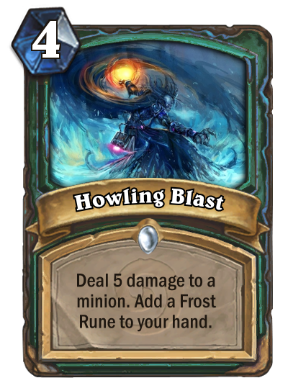 4
Howling Blast
Deal 5 damage to a
minion. Add a Frost
Rune to your hand.